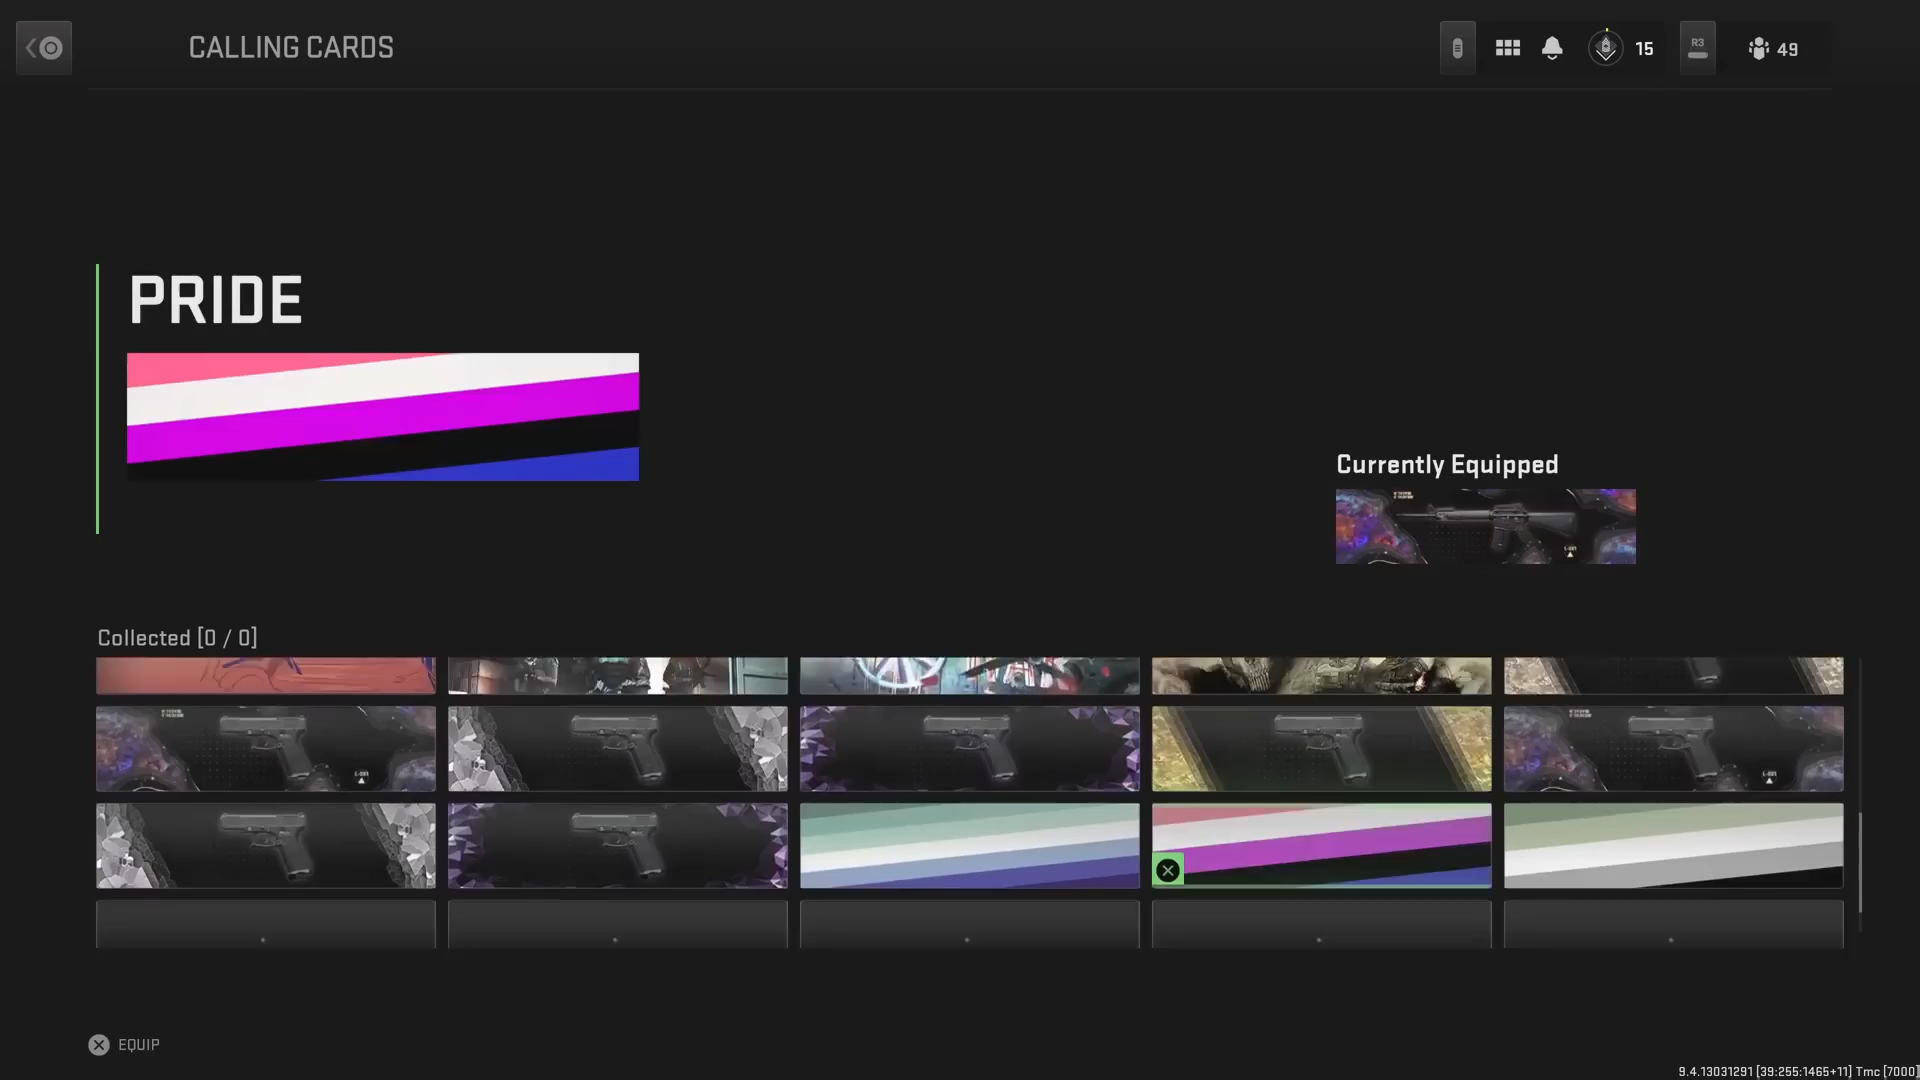 CALLING CARDS
15
R3
49
PRIDE
Currently Equipped
Collected [0 / 0]
EQUIP
9.4.13031291 [39:255:1465+11] Tmc [7000]